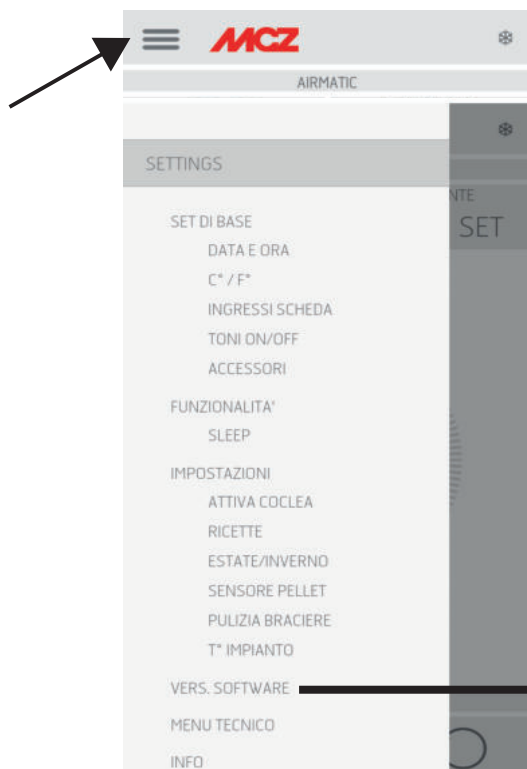 MCZ
AIRMATIC
SETTINGS
NTE
SET
SET DI BASE
DATA E ORA
C° / F°
INGRESSI SCHEDA
TONI ON/OFF
ACCESSORI
FUNZIONALITA'
SLEEP
IMPOSTAZIONI
ATTIVA COCLEA
RICETTE
ESTATE/INVERNO
SENSORE PELLET
PULIZIA BRACIERE
T° IMPIANTO
VERS. SOFTWARE
MENU TECNICO
INFO